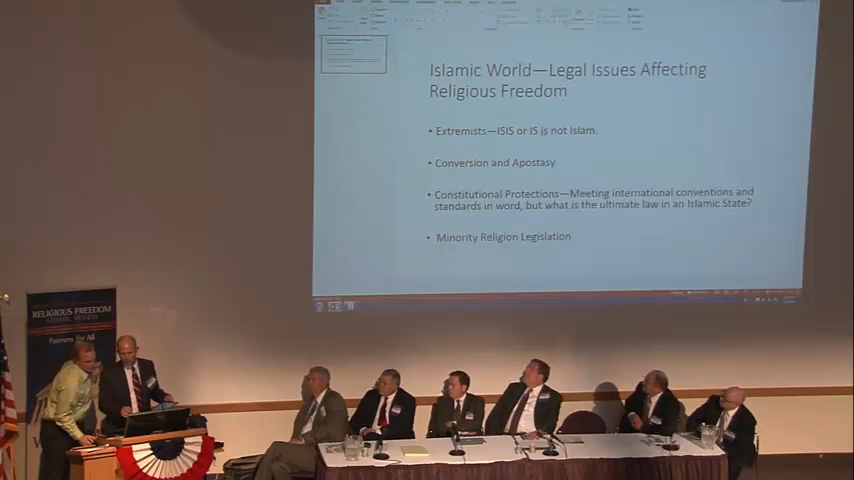 Islamic World—Legal Issues Affecting
Religious Freedom
• Extremists—ISIS or IS is not Islam.
• Conversion and Apostasy
• Constitutional Protections—Meeting international conventions and
standards in word, but what is the ultimate law in an Islamic State?
• Minority Religion Legislation
RELIGIOUS FREEDOM
ANNUAL REVIEW
Fairness for All